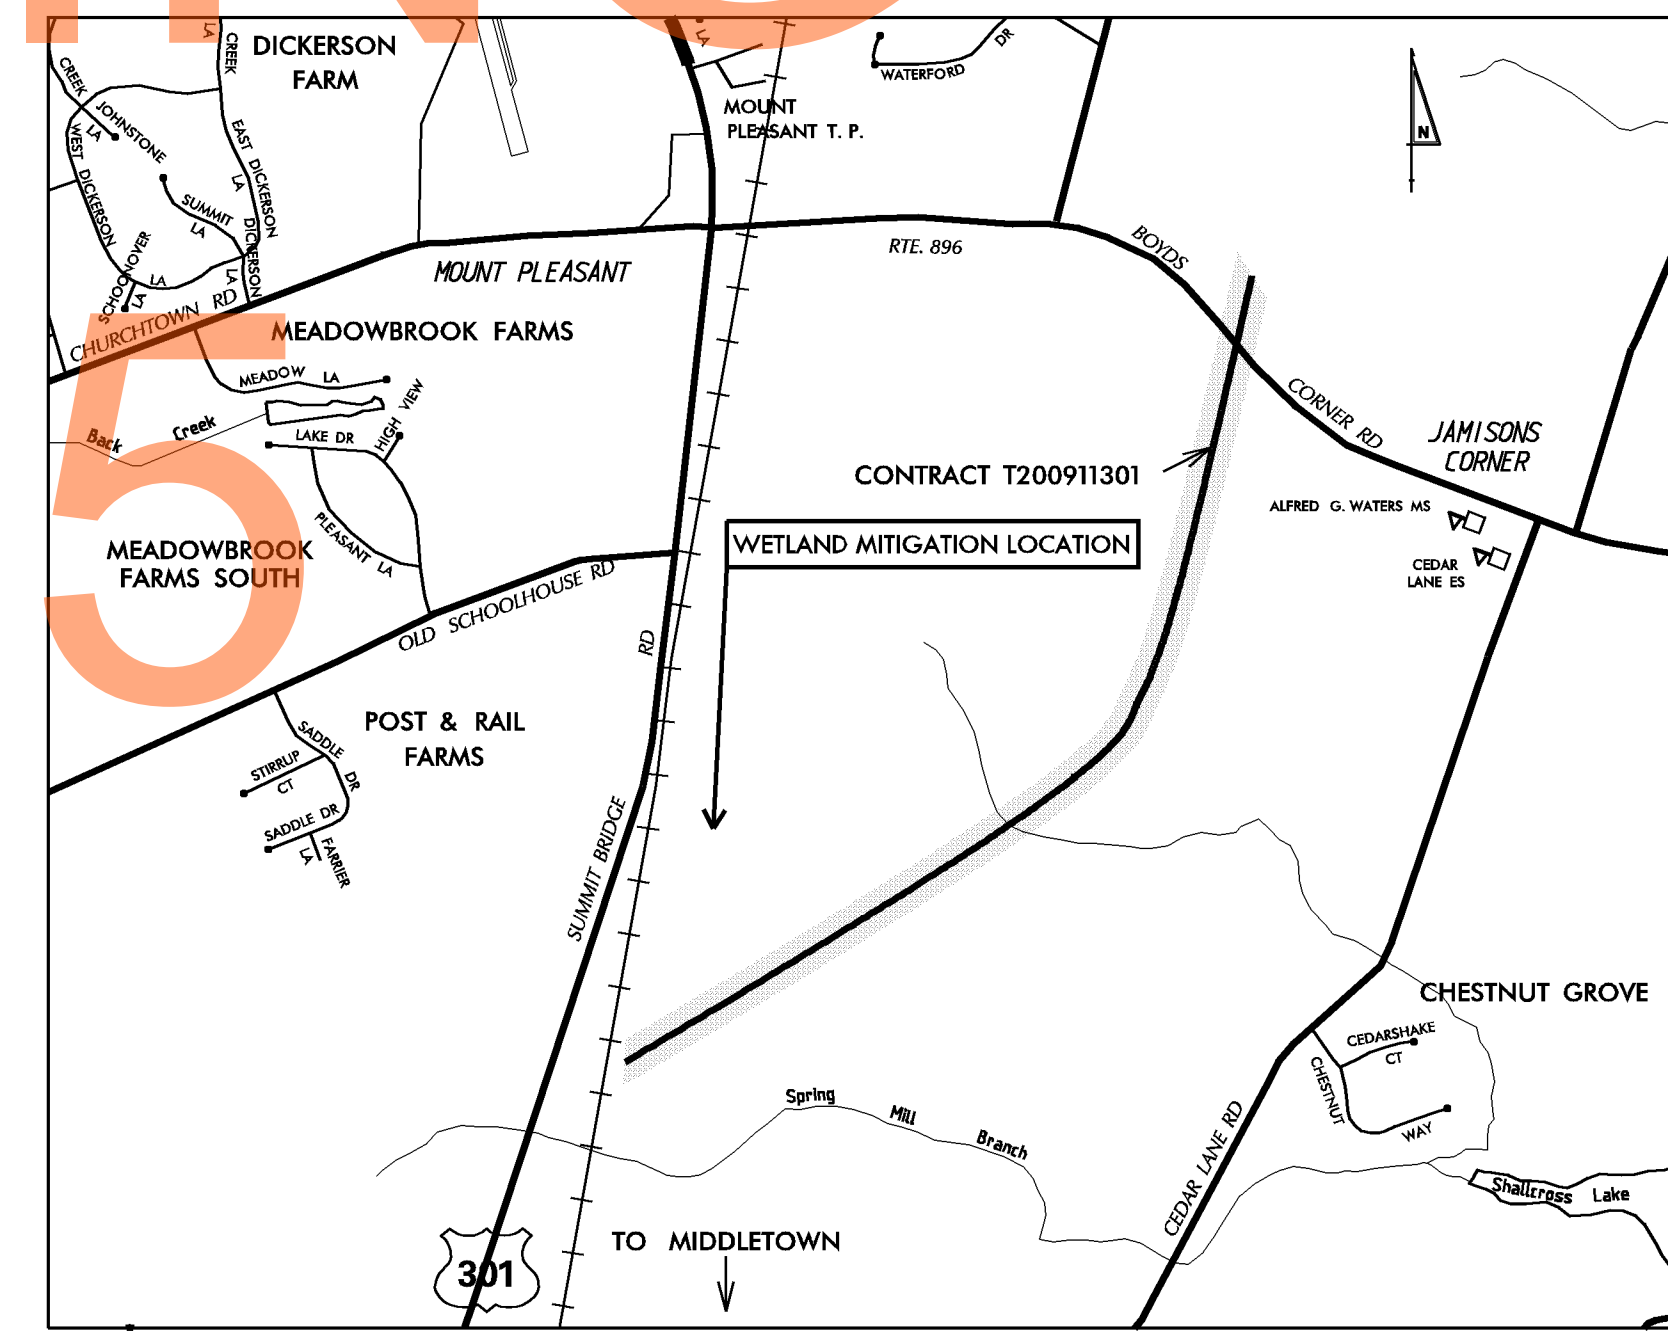 DICKERSON
FARM
CREEK
LA
CREEK
LA
JOHNSTONE
WEST DICKERSON
EAST DICKERSON
LA
SUMMIT
LA
DICKERSON
LA
SCHOONOVER
LA
LA
CHURCHTOWN RD
LA
MOUNT
PLEASANT T. P.
WATERFORD
DR
N
MOUNT PLEASANT
RTE. 896
BOYDS
CORNER RD
JAMISONS
CORNER
MEADOWBROOK FARMS
MEADOW LA
HIGH VIEW
Back Creek
LAKE DR
PLEASANT LA
MEADOWBROOK
FARMS SOUTH
OLD SCHOOLHOUSE RD
CONTRACT T200911301
WETLAND MITIGATION LOCATION
ALFRED G. WATERS MS
CEDAR
LANE ES
POST & RAIL
FARMS
SADDLE
DR
STIRRUP
CT
SADDLE DR
FARRIER
LA
SUMMIT BRIDGE
RD
CHESTNUT GROVE
CEDARSHAKE
CT
CHESTNUT
WAY
Spring Mill Branch
CEDAR LANE RD
Shallcross Lake
301
TO MIDDLETOWN
5